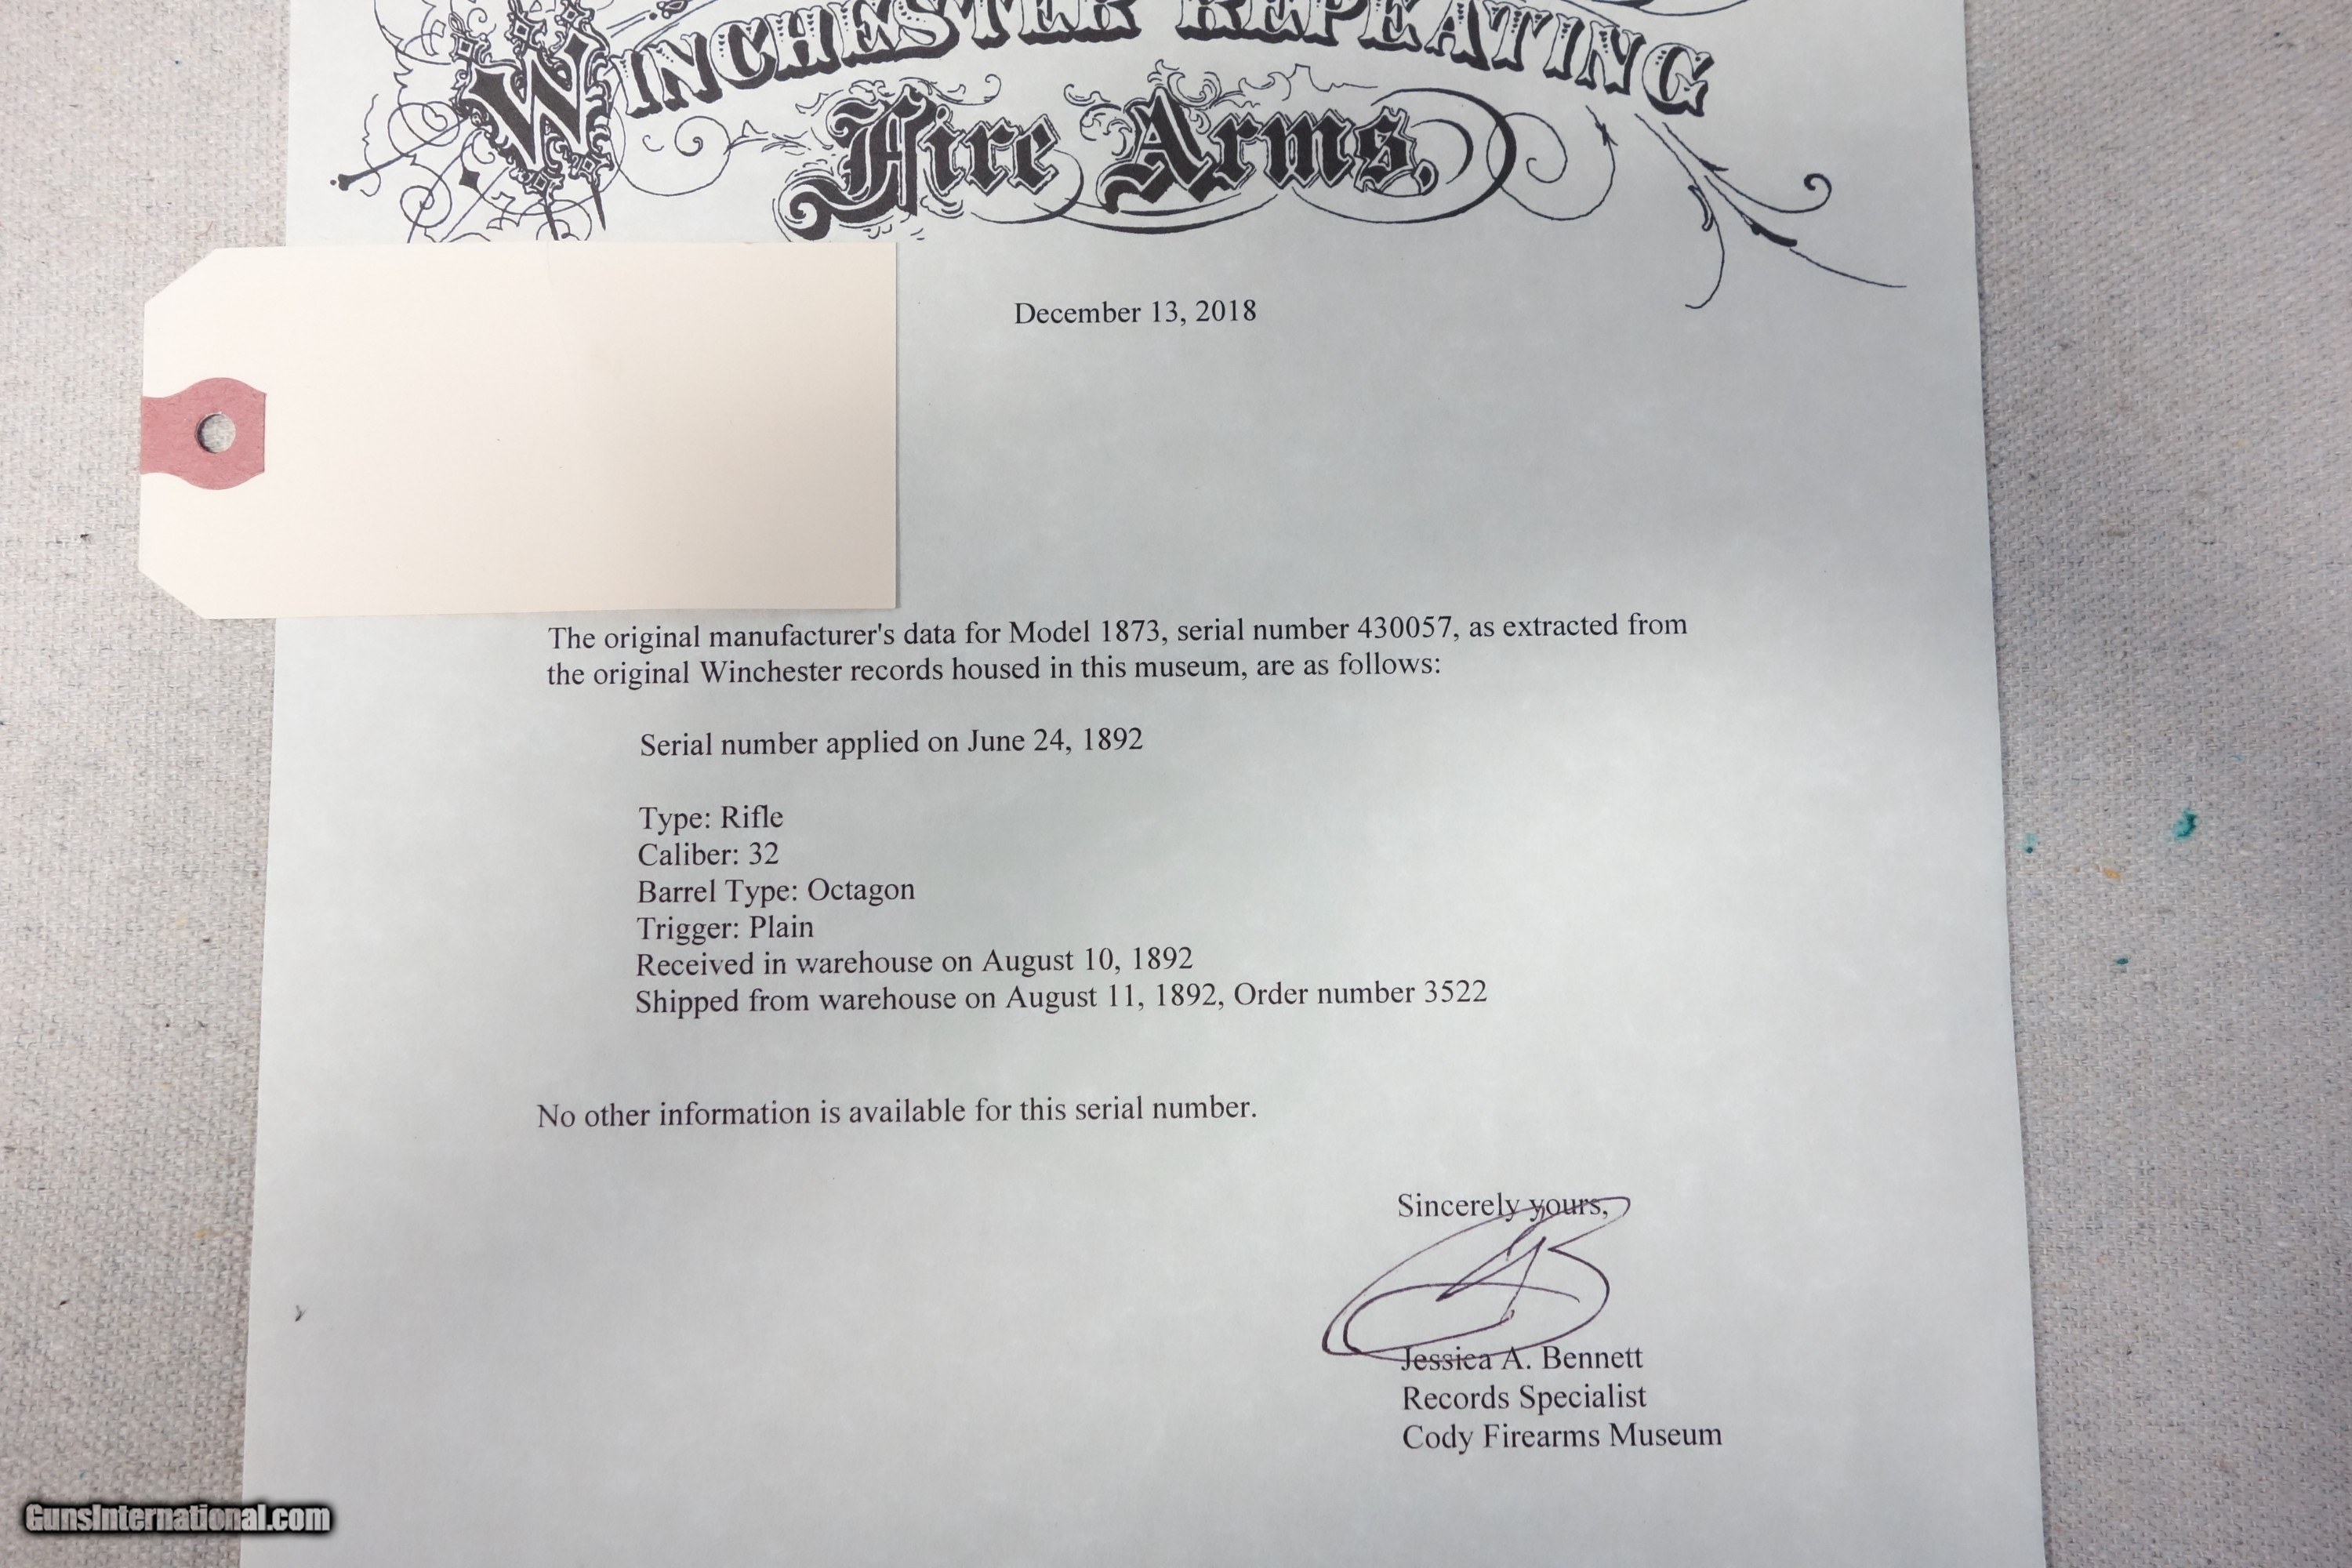 WINCHESTER REPEATING
Fire Arms.
December 13, 2018
The original manufacturer's data for Model 1873, serial number 430057, as extracted from
the original Winchester records housed in this museum, are as follows:
Serial number applied on June 24, 1892
Type: Rifle
Caliber: 32
Barrel Type: Octagon
Trigger: Plain
Received in warehouse on August 10, 1892
Shipped from warehouse on August 11, 1892, Order number 3522
No other information is available for this serial number.
Sincerely yours,
Jessica A. Bennett
Records Specialist
Cody Firearms Museum
GunsInternational.com